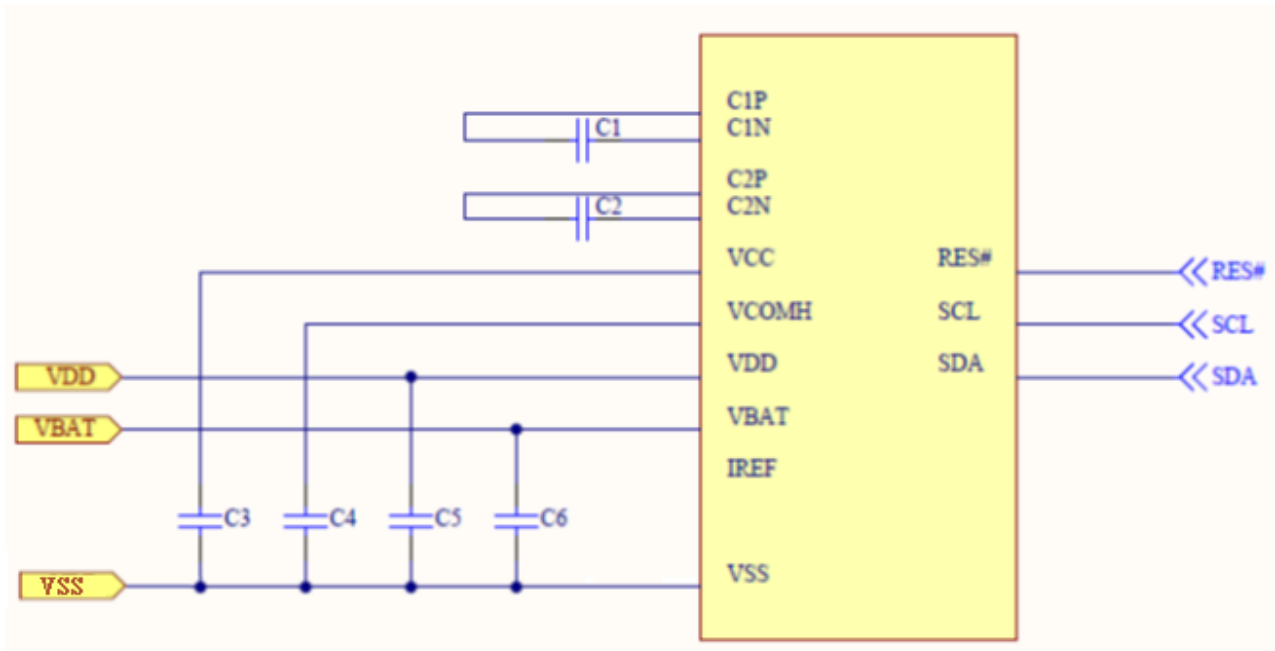 C1P
C1 C1N
C2P
C2 C2N
VCC RES# RES#
VCOMH SCL SCL
VDD VDD SDA SDA
VBAT VBAT
IREF
C3 C4 C5 C6
VSS VSS